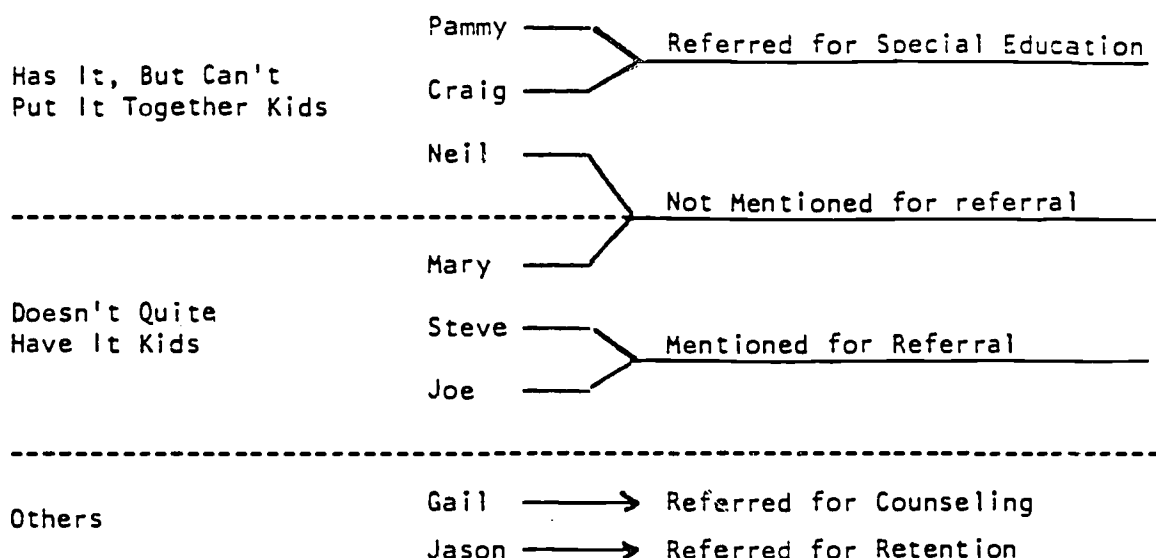 Pammy
Referred for Special Education
Has It, But Can't
Put It Together Kids
Craig
Neil
Not Mentioned for referral
Mary
Doesn't Quite
Have It Kids
Steve
Mentioned for Referral
Joe
Others
Gail
Referred for Counseling
Jason
Referred for Retention